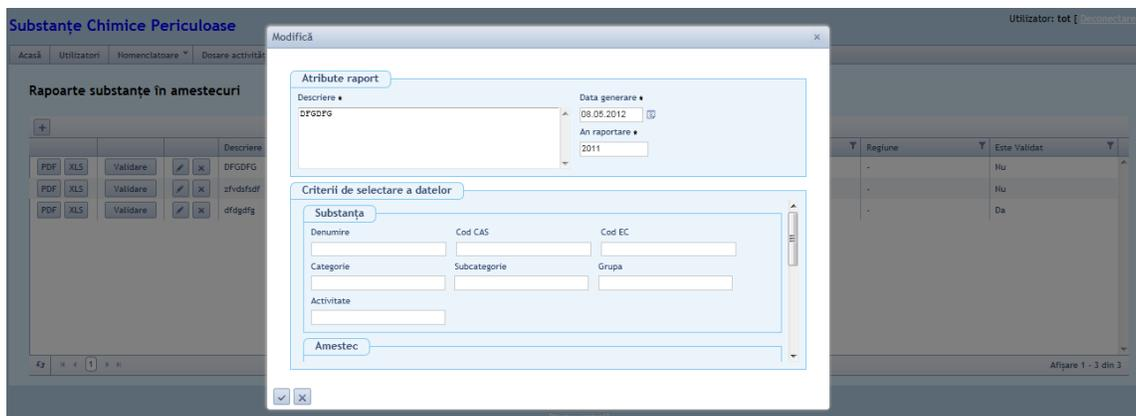 Substanțe Chimice Periculoase
Utilizator: tot [ Deconectare
Acasă Utilizatori Nomenclatoare Dosare activităț
Rapoarte substanțe în amestecuri
Descriere Regiune Este Validat
PDF XLS Validare DFGDFG - Nu
PDF XLS Validare zfvdsfsdf - Nu
PDF XLS Validare dfdgdfg - Da
1 Afișare 1 - 3 din 3
Modifică
Atribute raport
Descriere Data generare
DFGDFG 08.05.2012
An raportare
2011
Criterii de selectare a datelor
Substanța
Denumire Cod CAS Cod EC
Categorie Subcategorie Grupa
Activitate
Amestec